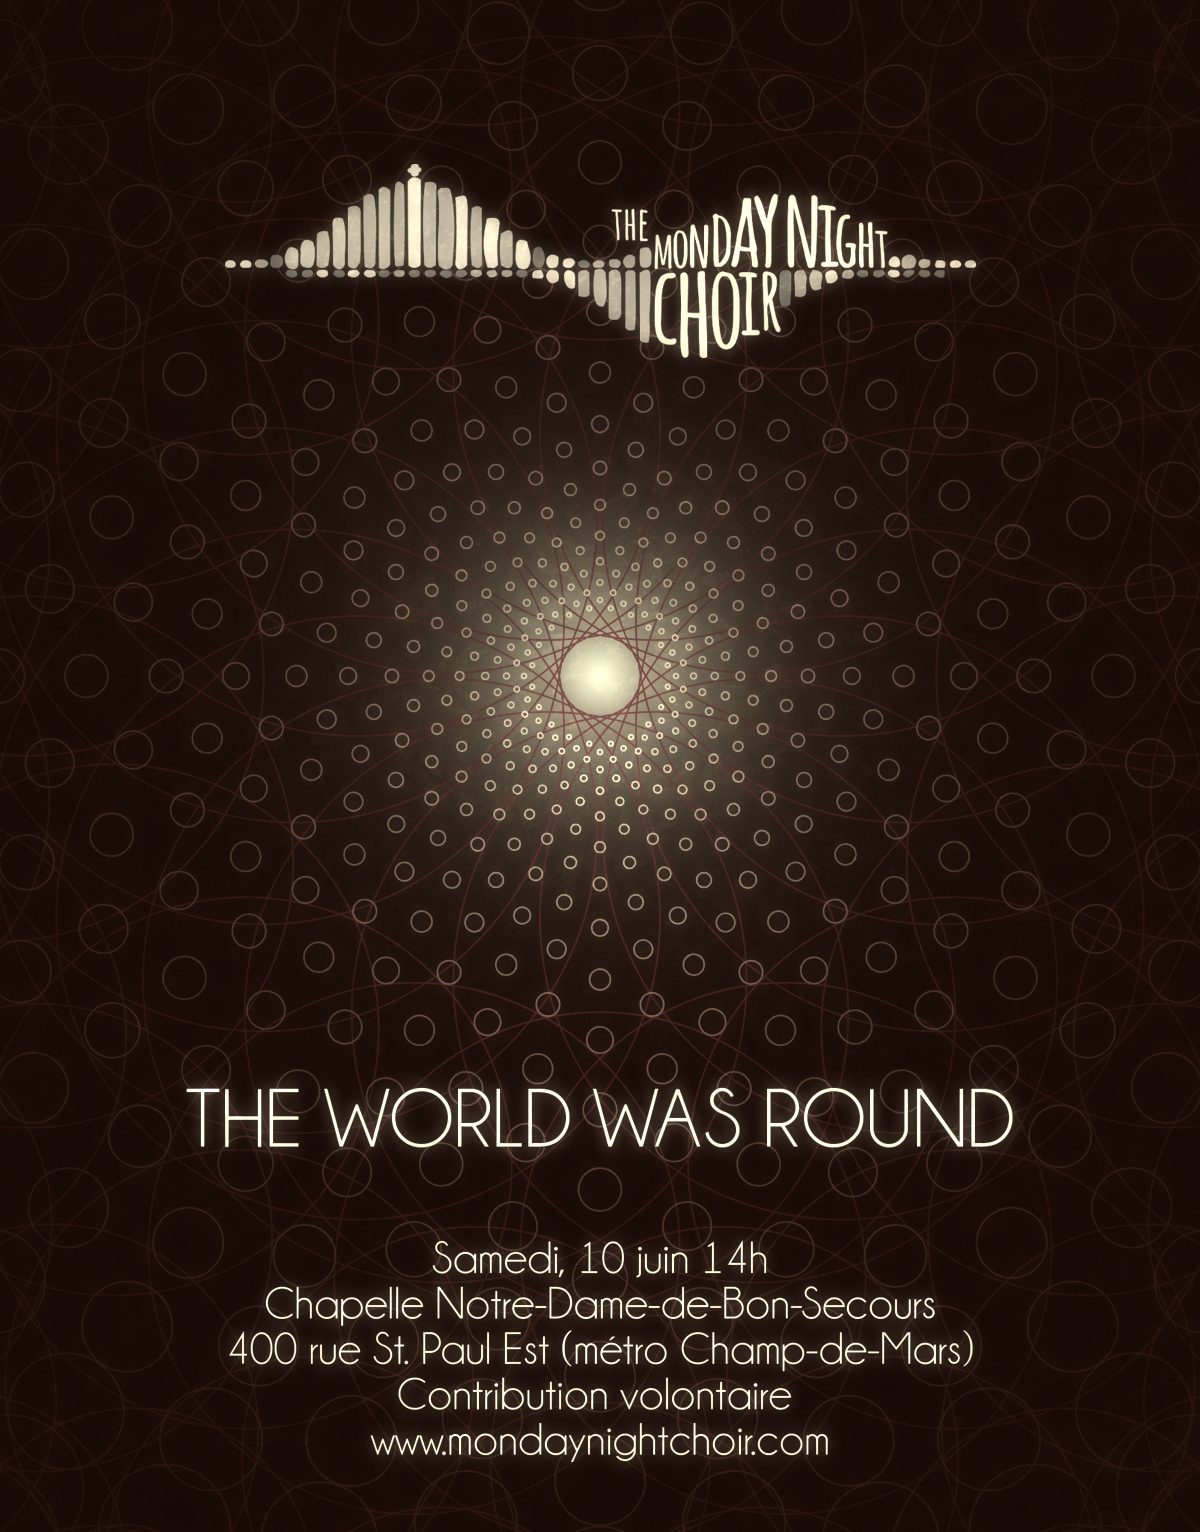 THE MONDAY NIGHT
CHOIR
THE WORLD WAS ROUND
Samedi, 10 juin 14h
Chapelle Notre-Dame-de-Bon-Secours
400 rue St. Paul Est (métro Champ-de-Mars)
Contribution volontaire
www.mondaynightchoir.com